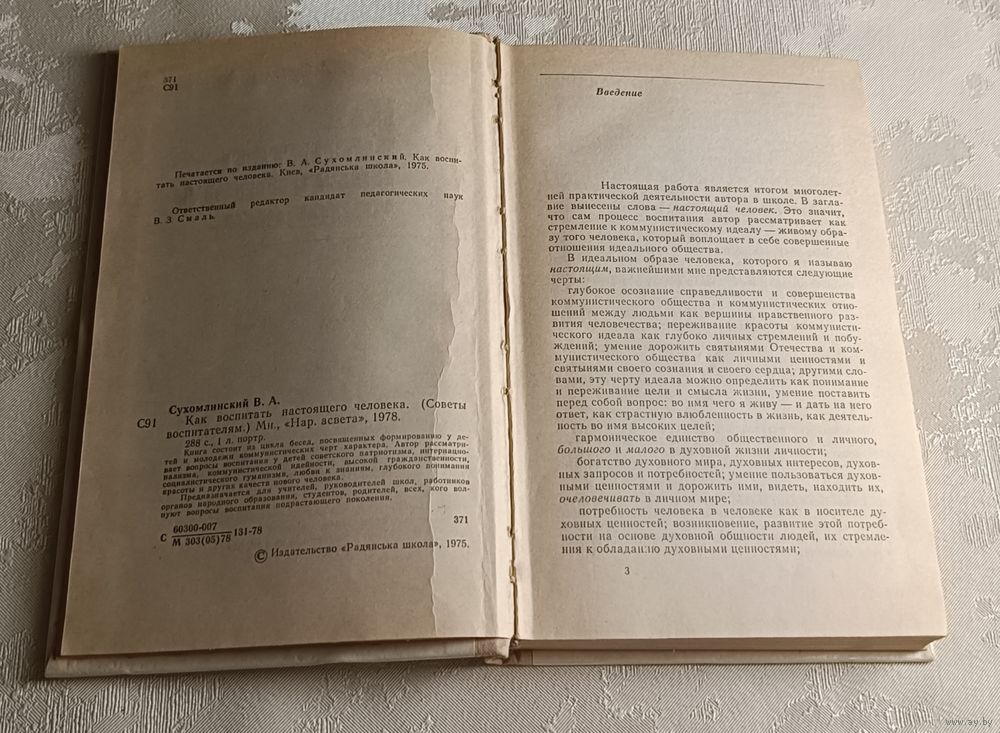 371
С91
Печатается по изданию: В. А. Сухомлинский. Как воспи-
тать настоящего человека. Киев, «Радянська школа», 1975.
Ответственный редактор кандидат педагогических наук
В. З. Смаль.
Сухомлинский В. А.
С91 Как воспитать настоящего человека. (Советы
воспитателям.) Мн., «Нар. асвета», 1978.
288 с., 1 л. портр.
Книга состоит из цикла бесед, посвященных формированию у де-
тей и молодежи коммунистических черт характера. Автор рассматри-
вает вопросы воспитания у детей советского патриотизма, интернацио-
нализма, коммунистической идейности, высокой гражданственности,
социалистического гуманизма, любви к знаниям, глубокого понимания
красоты и других качеств нового человека.
Предназначается для учителей, руководителей школ, работников
органов народного образования, студентов, родителей, всех, кого вол-
нуют вопросы воспитания подрастающего поколения.
С 60300-007 131-78
М 303(05)78
371
© Издательство «Радянська школа», 1975.
Введение
Настоящая работа является итогом многолет-
ней практической деятельности автора в школе. В загла-
вие вынесены слова — настоящий человек. Это значит,
что сам процесс воспитания автор рассматривает как
стремление к коммунистическому идеалу — живому обра-
зу того человека, который воплощает в себе совершенные
отношения идеального общества.
В идеальном образе человека, которого я называю
настоящим, важнейшими мне представляются следующие
черты:
глубокое осознание справедливости и совершенства
коммунистического общества и коммунистических отно-
шений между людьми как вершины нравственного раз-
вития человечества; переживание красоты коммунисти-
ческого идеала как глубоко личных стремлений и побу-
ждений; умение дорожить святынями Отечества и ком-
мунистического общества как личными ценностями и
святынями своего сознания и своего сердца; другими сло-
вами, эту черту идеала можно определить как понимание
и переживание цели и смысла жизни, умение поставить
перед собой вопрос: во имя чего я живу — и дать на него
ответ, как страстную влюбленность в жизнь, как деятель-
ность во имя высоких целей;
гармоническое единство общественного и личного,
большого и малого в духовной жизни личности;
богатство духовного мира, духовных интересов, духов-
ных запросов и потребностей; умение пользоваться духов-
ными ценностями и дорожить ими, видеть, находить их,
очеловечивать в личном мире;
потребность человека в человеке как в носителе ду-
ховных ценностей; возникновение, развитие этой потребно-
сти на основе духовной общности людей, их стремле-
ния к обладанию духовными ценностями;
3
www.ay.by